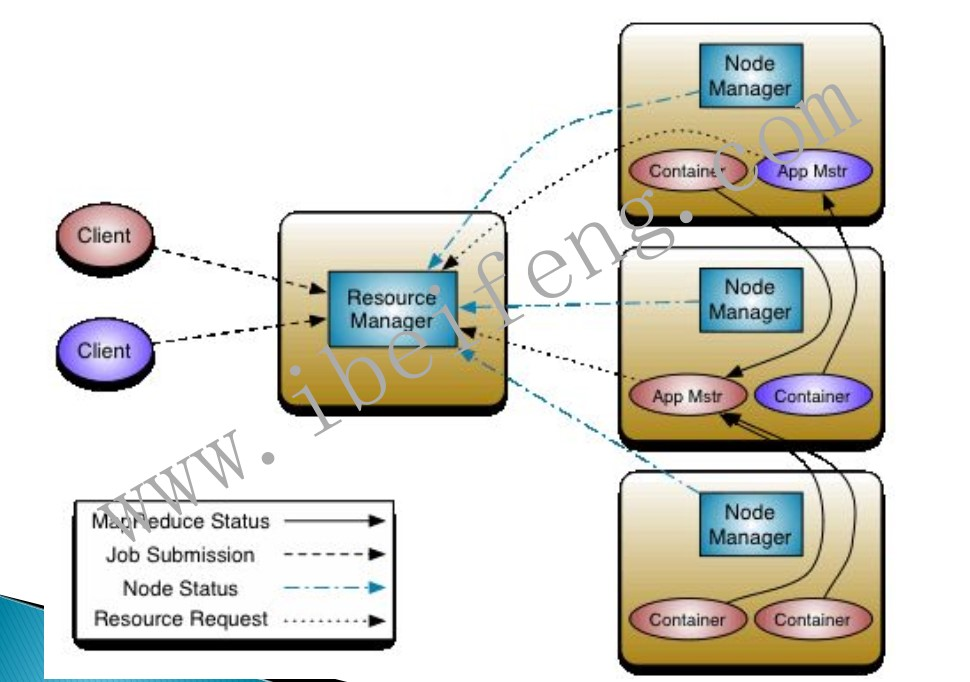 Node
Manager
Container
App Mstr
Client
Client
Resource
Manager
Node
Manager
App Mstr
Container
Node
Manager
Container
Container
MapReduce Status
Job Submission
Node Status
Resource Request
www.ibeifeng.com